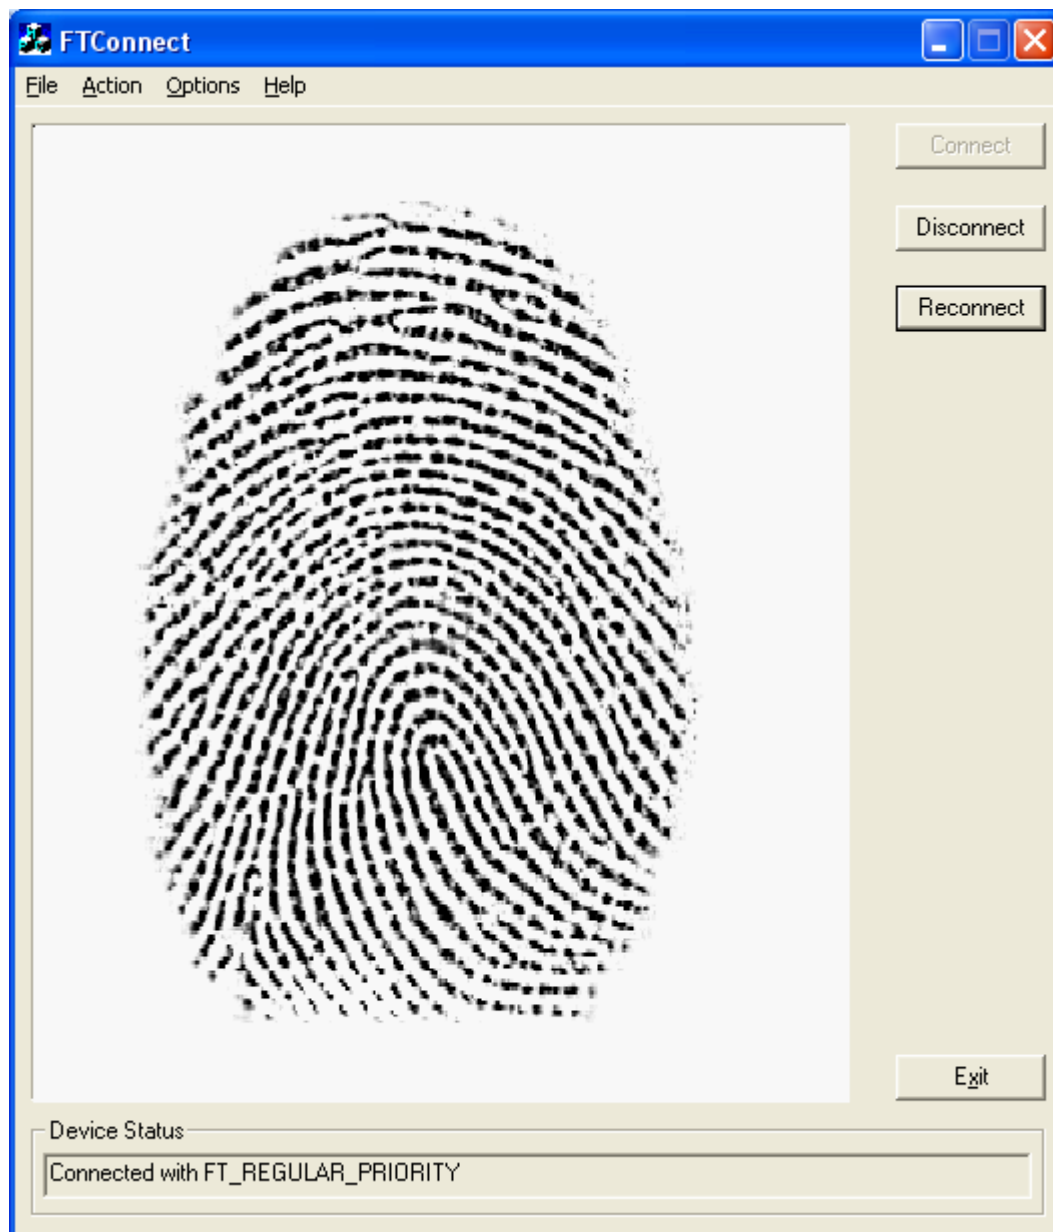 FTConnect
File Action Options Help
Connect
Disconnect
Reconnect
Exit
Device Status
Connected with FT_REGULAR_PRIORITY